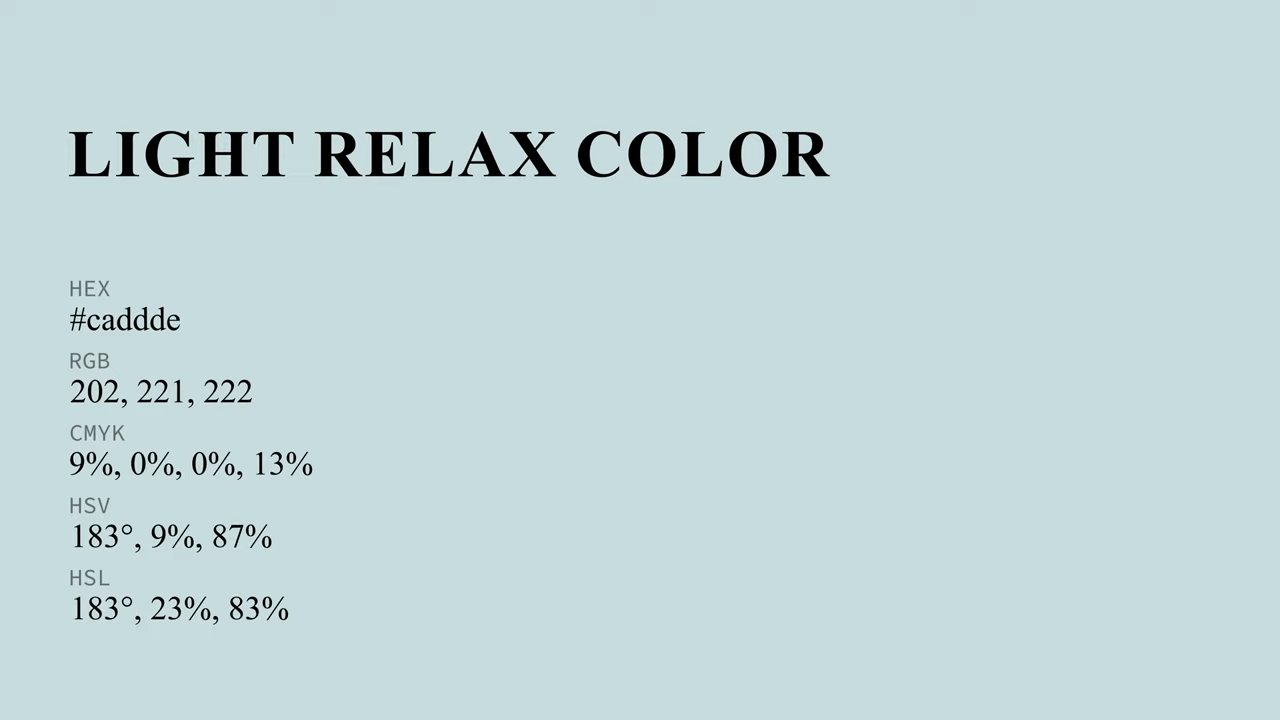 LIGHT RELAX COLOR
HEX
#caddde
RGB
202, 221, 222
CMYK
9%, 0%, 0%, 13%
HSV
183°, 9%, 87%
HSL
183°, 23%, 83%